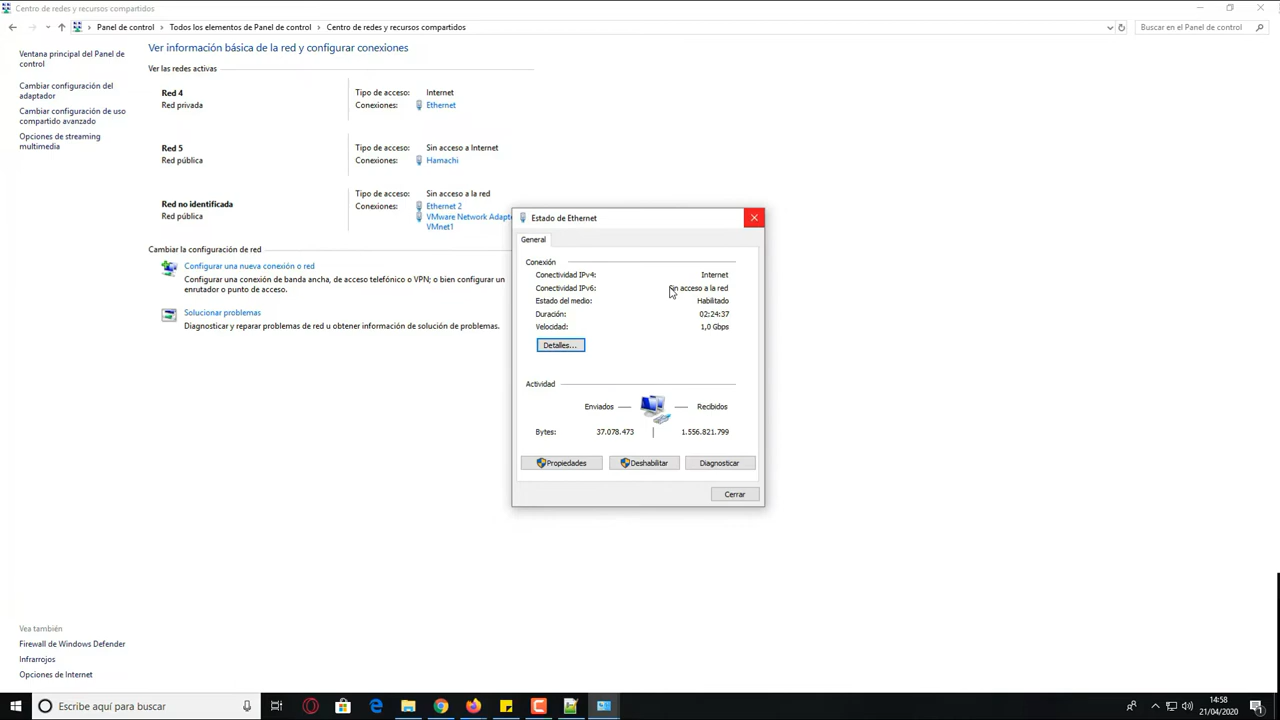 Centro de redes y recursos compartidos
Panel de control > Todos los elementos de Panel de control > Centro de redes y recursos compartidos
Buscar en el Panel de control
Ventana principal del Panel de
control
Cambiar configuración del
adaptador
Cambiar configuración de uso
compartido avanzado
Opciones de streaming
multimedia
Ver información básica de la red y configurar conexiones
Ver las redes activas
Red 4
Red privada
Tipo de acceso: Internet
Conexiones: Ethernet
Red 5
Red pública
Tipo de acceso: Sin acceso a Internet
Conexiones: Hamachi
Red no identificada
Red pública
Tipo de acceso: Sin acceso a la red
Conexiones: Ethernet 2
VMware Network Adapte
VMnet1
Cambiar la configuración de red
Configurar una nueva conexión o red
Configurar una conexión de banda ancha, de acceso telefónico o VPN; o bien configurar un
enrutador o punto de acceso.
Solucionar problemas
Diagnosticar y reparar problemas de red u obtener información de solución de problemas.
Estado de Ethernet
General
Conexión
Conectividad IPv4: Internet
Conectividad IPv6: Sin acceso a la red
Estado del medio: Habilitado
Duración: 02:24:37
Velocidad: 1,0 Gbps
Detalles...
Actividad
Enviados — Recibidos
Bytes: 37.078.473 | 1.556.821.799
Propiedades
Deshabilitar
Diagnosticar
Cerrar
Vea también
Firewall de Windows Defender
Infrarrojos
Opciones de Internet
Escribe aquí para buscar
14:58
21/04/2020
1